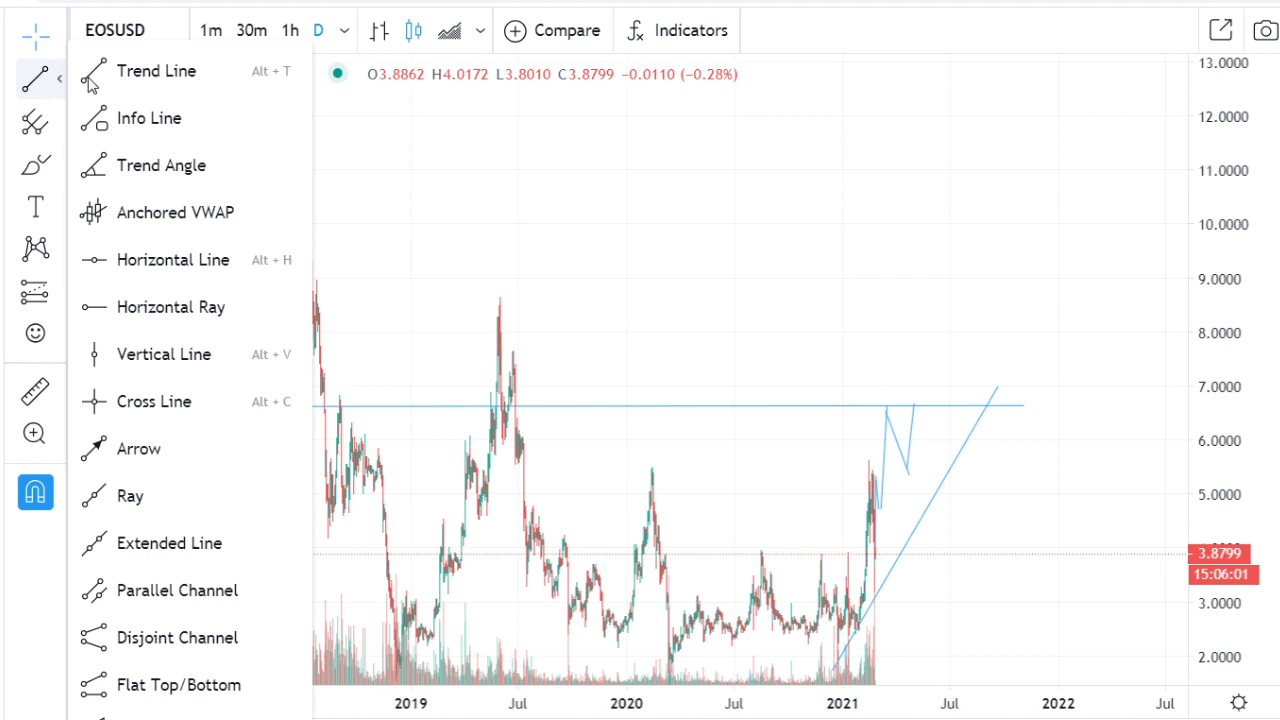 EOSUSD 1m 30m 1h D Compare Indicators
O3.8862 H4.0172 L3.8010 C3.8799 −0.0110 (−0.28%)
Trend Line Alt + T
Info Line
Trend Angle
Anchored VWAP
Horizontal Line Alt + H
Horizontal Ray
Vertical Line Alt + V
Cross Line Alt + C
Arrow
Ray
Extended Line
Parallel Channel
Disjoint Channel
Flat Top/Bottom
T
13.0000
12.0000
11.0000
10.0000
9.0000
8.0000
7.0000
6.0000
5.0000
3.8799
15:06:01
3.0000
2.0000
2019 Jul 2020 Jul 2021 Jul 2022 Jul